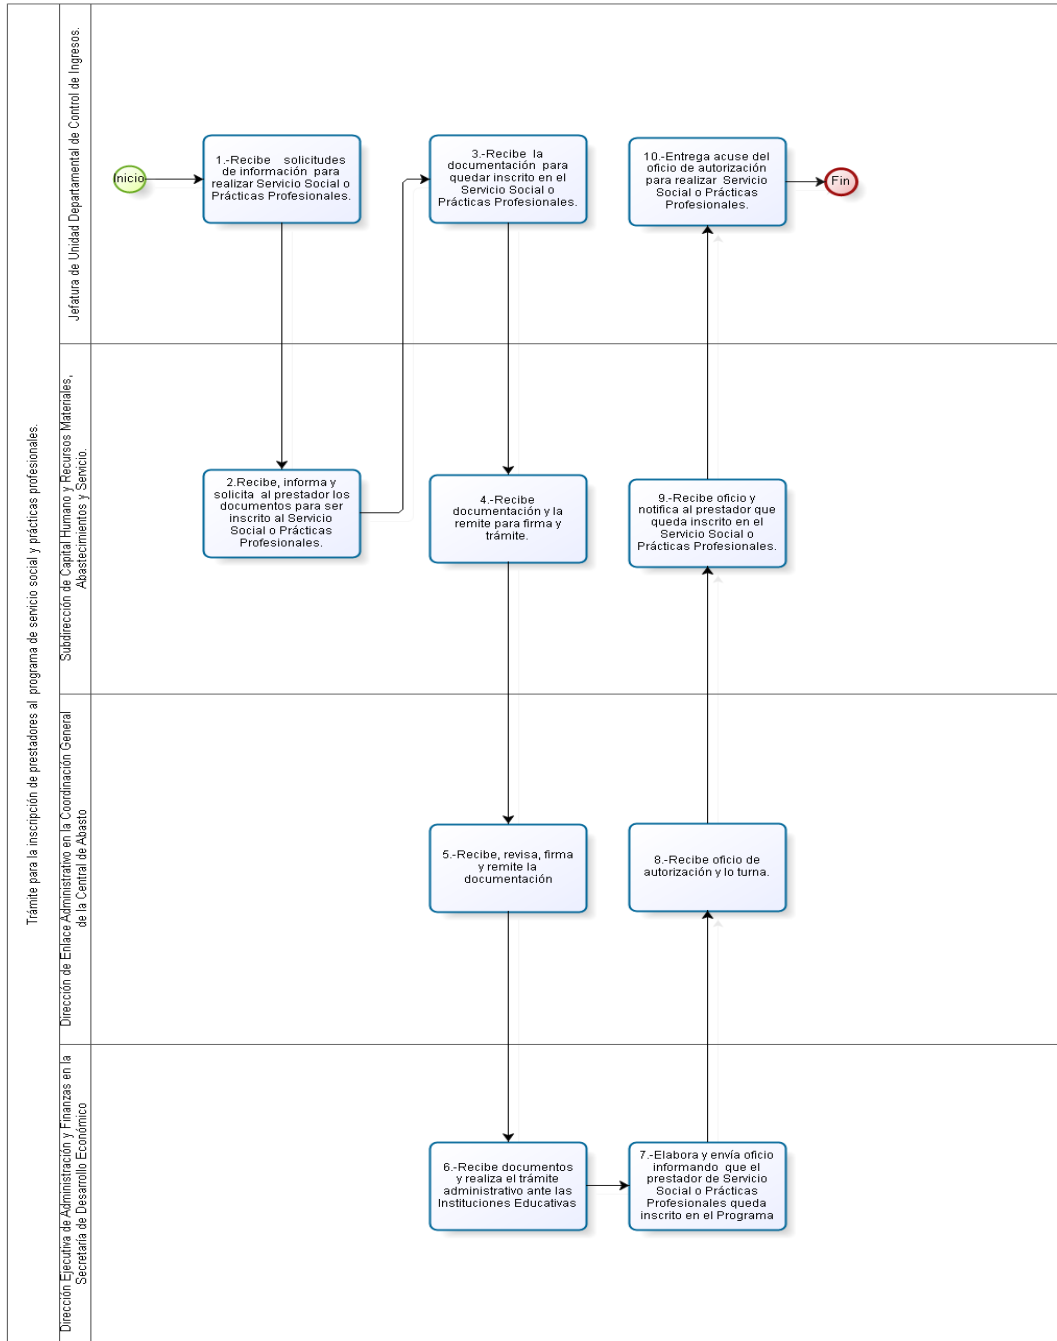 Trámite para la inscripción de prestadores al programa de servicio social y prácticas profesionales.
Jefatura de Unidad Departamental de Control de Ingresos.
Inicio
1.-Recibe solicitudes
de información para
realizar Servicio Social o
Prácticas Profesionales.
3.-Recibe la
documentación para
quedar inscrito en el
Servicio Social o
Prácticas Profesionales.
10.-Entrega acuse del
oficio de autorización
para realizar Servicio
Social o Prácticas
Profesionales.
Fin
Subdirección de Capital Humano y Recursos Materiales,
Abastecimientos y Servicio.
2.Recibe, informa y
solicita al prestador los
documentos para ser
inscrito al Servicio
Social o Prácticas
Profesionales.
4.-Recibe
documentación y la
remite para firma y
trámite.
9.-Recibe oficio y
notifica al prestador que
queda inscrito en el
Servicio Social o
Prácticas Profesionales.
Dirección de Enlace Administrativo en la Coordinación General
de la Central de Abasto
5.-Recibe, revisa, firma
y remite la
documentación
8.-Recibe oficio de
autorización y lo turna.
Dirección Ejecutiva de Administración y Finanzas en la
Secretaría de Desarrollo Económico
6.-Recibe documentos
y realiza el trámite
administrativo ante las
Instituciones Educativas
7.-Elabora y envía oficio
informando que el
prestador de Servicio
Social o Prácticas
Profesionales queda
inscrito en el Programa